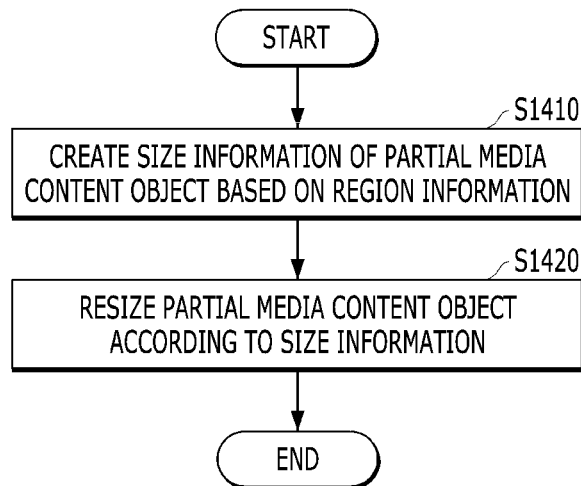 START
S1410
CREATE SIZE INFORMATION OF PARTIAL MEDIA
CONTENT OBJECT BASED ON REGION INFORMATION
S1420
RESIZE PARTIAL MEDIA CONTENT OBJECT
ACCORDING TO SIZE INFORMATION
END